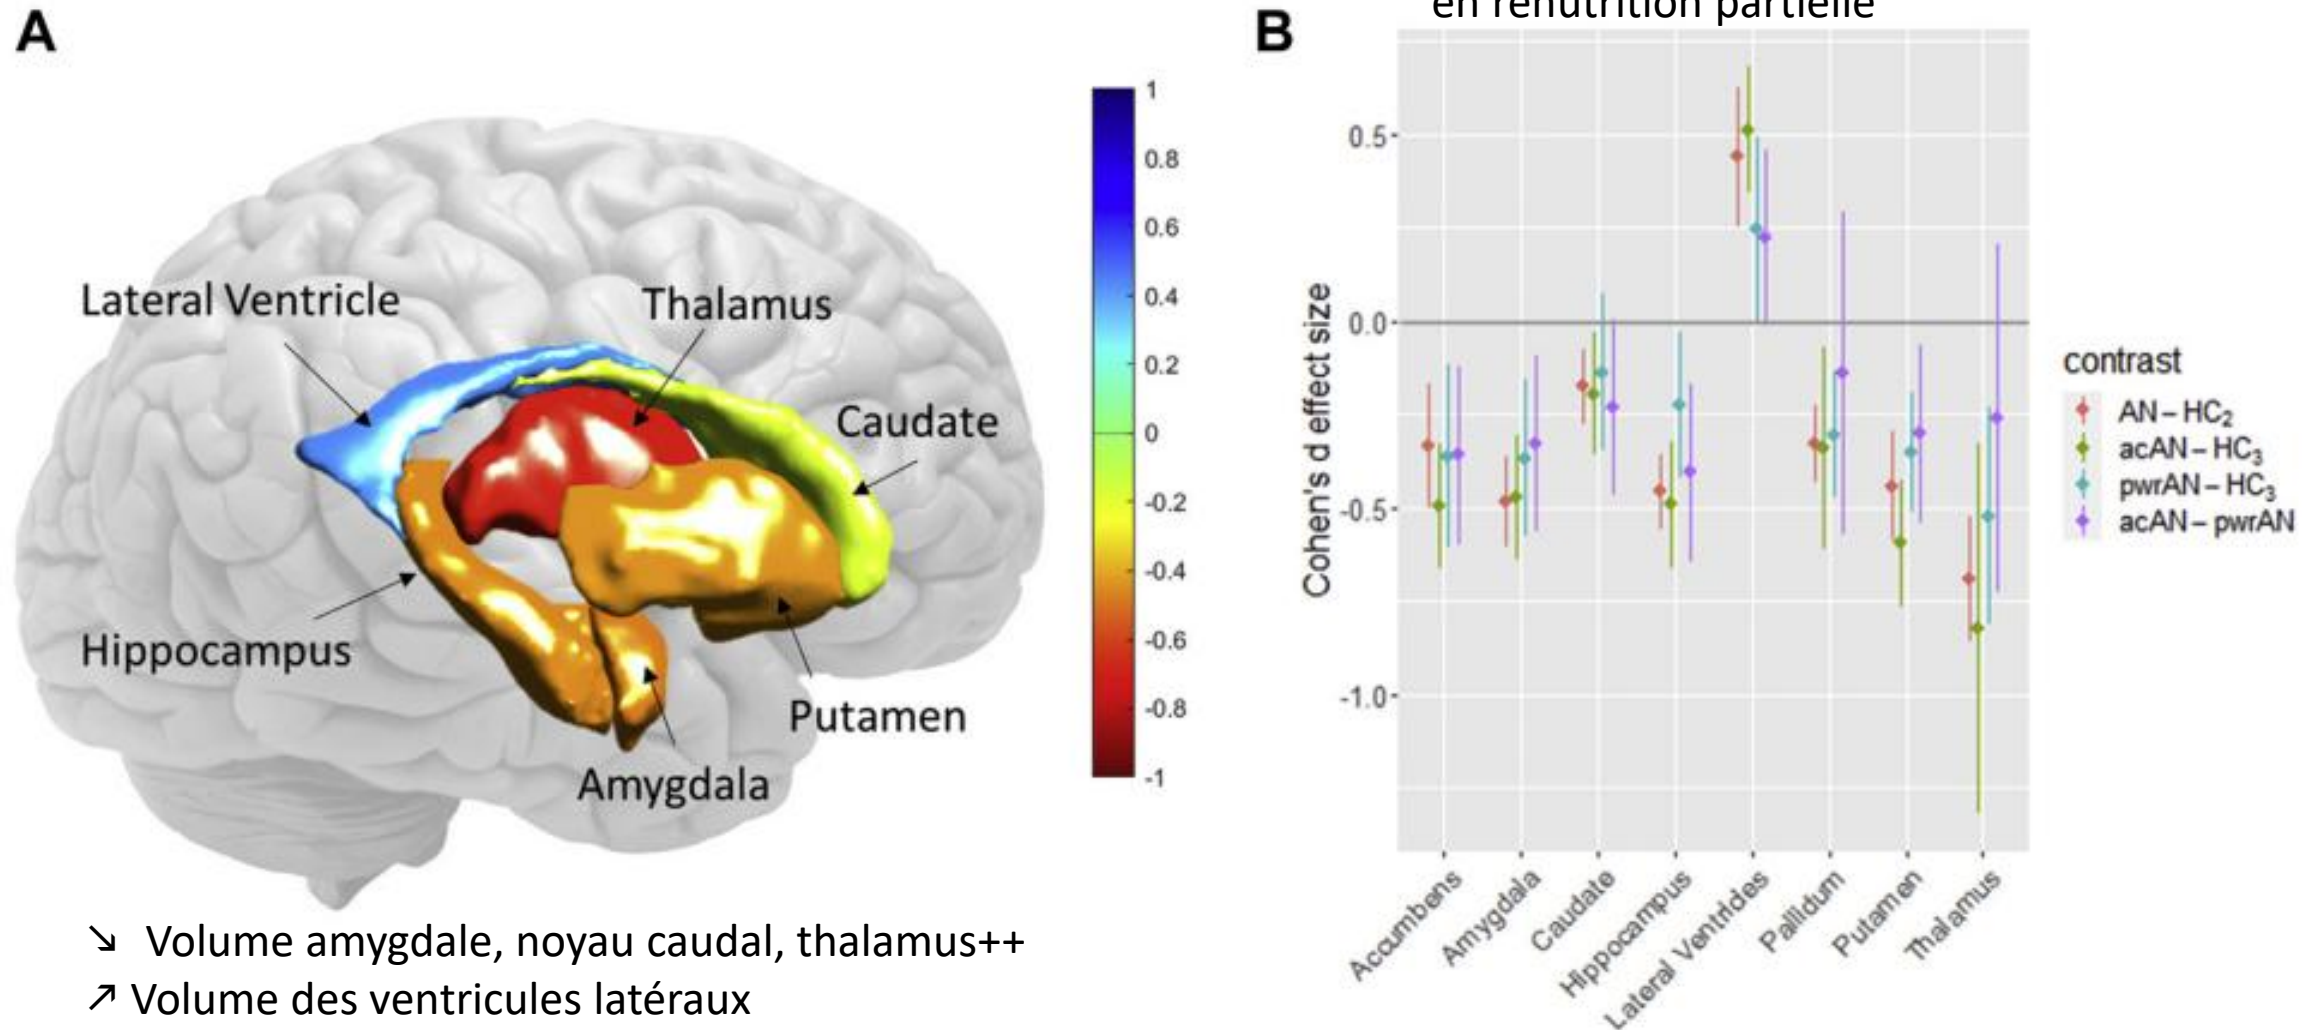 en renutrition partielle
A
Lateral Ventricle
Thalamus
Caudate
Hippocampus
Putamen
Amygdala
1
0.8
0.6
0.4
0.2
0
-0.2
-0.4
-0.6
-0.8
-1
↘ Volume amygdale, noyau caudal, thalamus++
↗ Volume des ventricules latéraux
B
Cohen's d effect size
0.5
0.0
-0.5
-1.0
Accumbens
Amygdala
Caudate
Hippocampus
Lateral Ventrides
Pallidum
Putamen
Thalamus
contrast
AN – HC₂
acAN – HC₃
pwrAN – HC₃
acAN – pwrAN